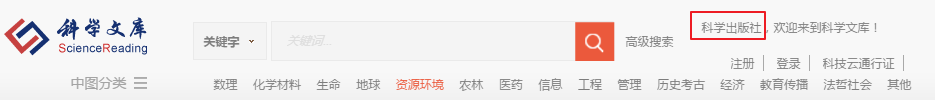 科学文库
ScienceReading
关键字
关键词...
高级搜索
科学出版社，欢迎来到科学文库！
注册 | 登录 | 科技云通行证 |
中图分类
数理 化学材料 生命 地球 资源环境 农林 医药 信息 工程 管理 历史考古 经济 教育传播 法哲社会 其他